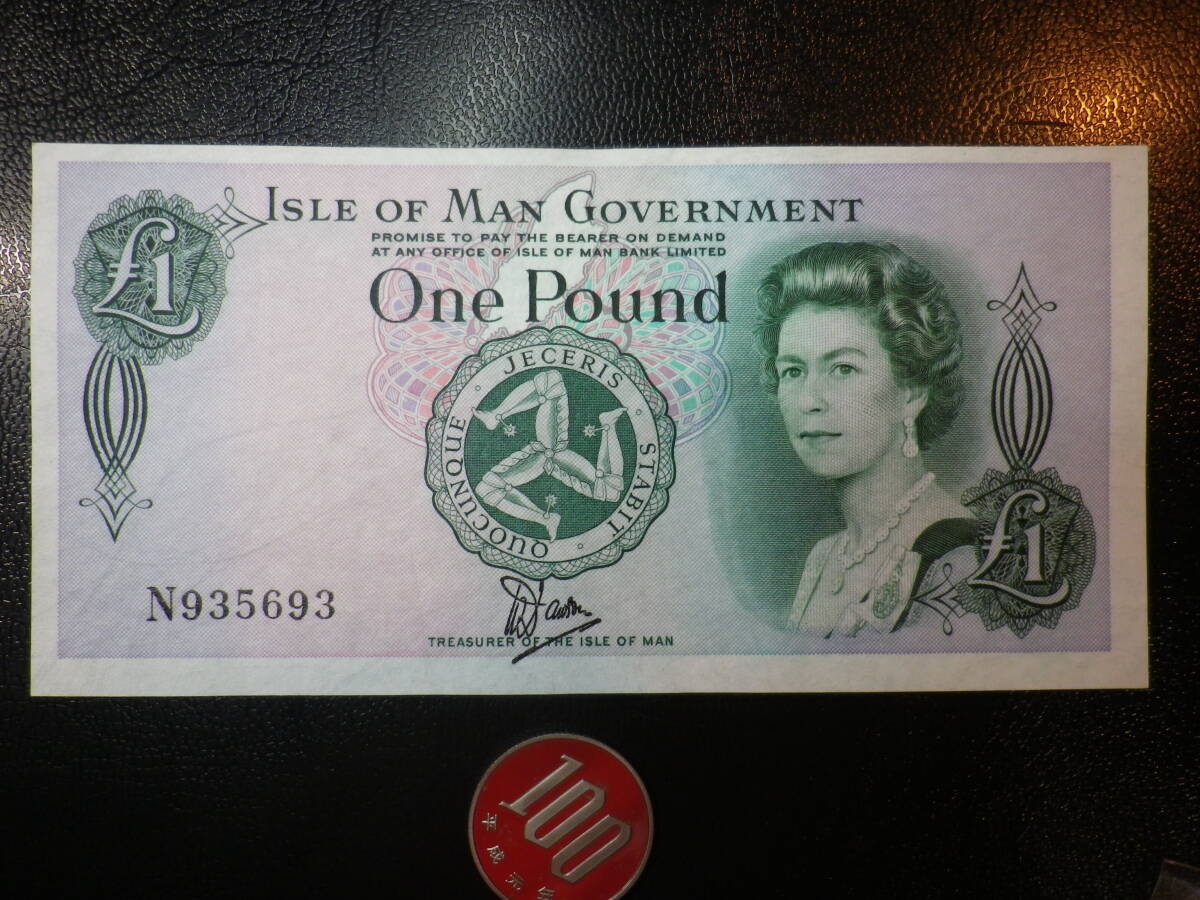 £1
ISLE OF MAN GOVERNMENT
PROMISE TO PAY THE BEARER ON DEMAND
AT ANY OFFICE OF ISLE OF MAN BANK LIMITED
One Pound
QUOCUNQUE · JECERIS · STABIT ·
£1
N935693
TREASURER OF THE ISLE OF MAN
100
平成元年